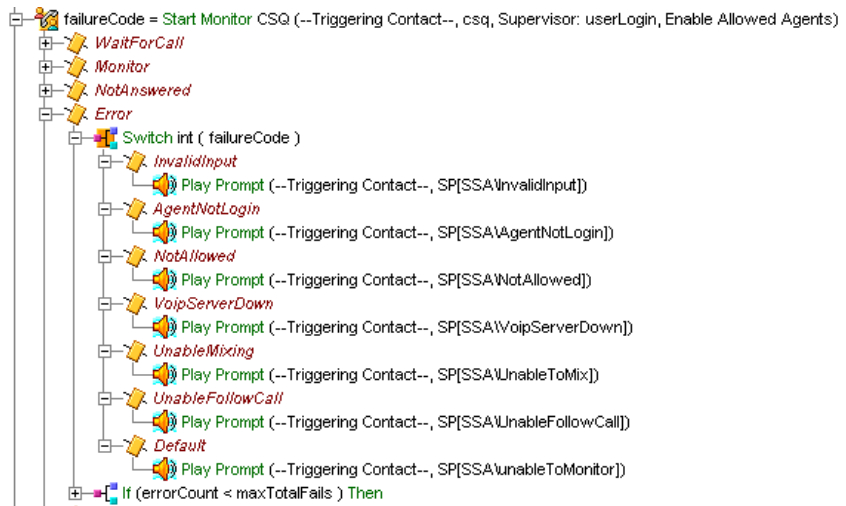 failureCode = Start Monitor CSQ (--Triggering Contact--, csq, Supervisor: userLogin, Enable Allowed Agents)
WaitForCall
Monitor
NotAnswered
Error
Switch int ( failureCode )
InvalidInput
Play Prompt (--Triggering Contact--, SP[SSA\InvalidInput])
AgentNotLogin
Play Prompt (--Triggering Contact--, SP[SSA\AgentNotLogin])
NotAllowed
Play Prompt (--Triggering Contact--, SP[SSA\NotAllowed])
VoipServerDown
Play Prompt (--Triggering Contact--, SP[SSA\VoipServerDown])
UnableMixing
Play Prompt (--Triggering Contact--, SP[SSA\UnableToMix])
UnableFollowCall
Play Prompt (--Triggering Contact--, SP[SSA\UnableFollowCall])
Default
Play Prompt (--Triggering Contact--, SP[SSA\unableToMonitor])
If (errorCount < maxTotalFails ) Then